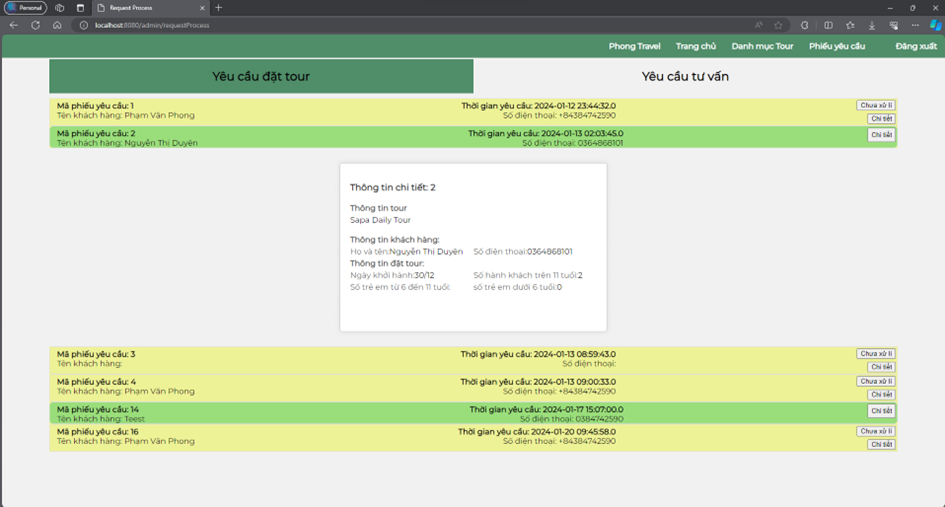 Personal
Request Process
localhost:8080/admin/requestProcess
Phong Travel Trang chủ Danh mục Tour Phiếu yêu cầu Đăng xuất
Yêu cầu đặt tour Yêu cầu tư vấn
Mã phiếu yêu cầu: 1 Thời gian yêu cầu: 2024-01-12 23:44:32.0 Chưa xử lí
Tên khách hàng: Phạm Văn Phong Số điện thoại: +84384742590 Chi tiết
Mã phiếu yêu cầu: 2 Thời gian yêu cầu: 2024-01-13 02:03:45.0 Chi tiết
Tên khách hàng: Nguyễn Thị Duyên Số điện thoại: 0364868101
Thông tin chi tiết: 2
Thông tin tour
Sapa Daily Tour
Thông tin khách hàng:
Họ và tên:Nguyễn Thị Duyên Số điện thoại:0364868101
Thông tin đặt tour:
Ngày khởi hành:30/12 Số hành khách trên 11 tuổi:2
Số trẻ em từ 6 đến 11 tuổi: số trẻ em dưới 6 tuổi:0
Mã phiếu yêu cầu: 3 Thời gian yêu cầu: 2024-01-13 08:59:43.0 Chưa xử lí
Tên khách hàng: Số điện thoại: Chi tiết
Mã phiếu yêu cầu: 4 Thời gian yêu cầu: 2024-01-13 09:00:33.0 Chưa xử lí
Tên khách hàng: Phạm Văn Phong Số điện thoại: +84384742590 Chi tiết
Mã phiếu yêu cầu: 14 Thời gian yêu cầu: 2024-01-17 15:07:00.0 Chi tiết
Tên khách hàng: Teest Số điện thoại: 0384742590
Mã phiếu yêu cầu: 16 Thời gian yêu cầu: 2024-01-20 09:45:58.0 Chưa xử lí
Tên khách hàng: Phạm Văn Phong Số điện thoại: +84384742590 Chi tiết